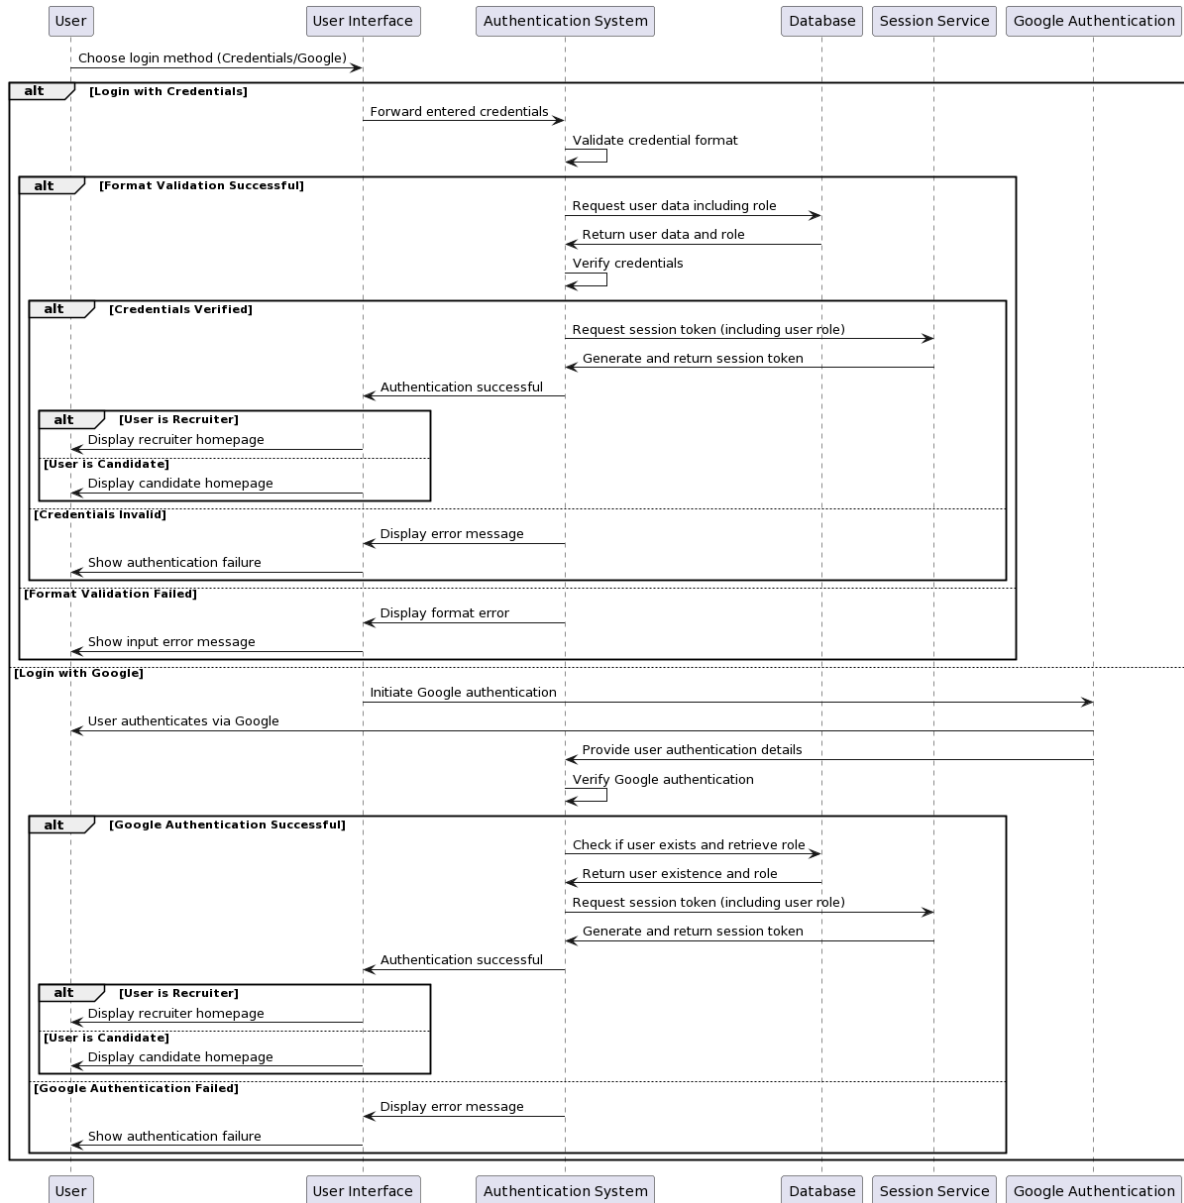 User User Interface Authentication System Database Session Service Google Authentication
Choose login method (Credentials/Google)
alt [Login with Credentials]
Forward entered credentials
Validate credential format
alt [Format Validation Successful]
Request user data including role
Return user data and role
Verify credentials
alt [Credentials Verified]
Request session token (including user role)
Generate and return session token
Authentication successful
alt [User is Recruiter]
Display recruiter homepage
[User is Candidate]
Display candidate homepage
[Credentials Invalid]
Display error message
Show authentication failure
[Format Validation Failed]
Display format error
Show input error message
[Login with Google]
Initiate Google authentication
User authenticates via Google
Provide user authentication details
Verify Google authentication
alt [Google Authentication Successful]
Check if user exists and retrieve role
Return user existence and role
Request session token (including user role)
Generate and return session token
Authentication successful
alt [User is Recruiter]
Display recruiter homepage
[User is Candidate]
Display candidate homepage
[Google Authentication Failed]
Display error message
Show authentication failure
User User Interface Authentication System Database Session Service Google Authentication